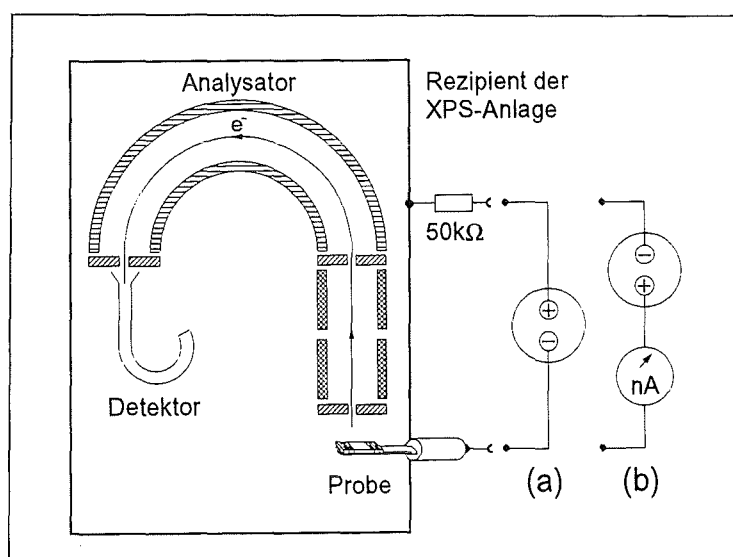 Analysator
e⁻
Rezipient der
XPS-Anlage
50kΩ
+
−
−
+
nA
Detektor
Probe
(a)
(b)